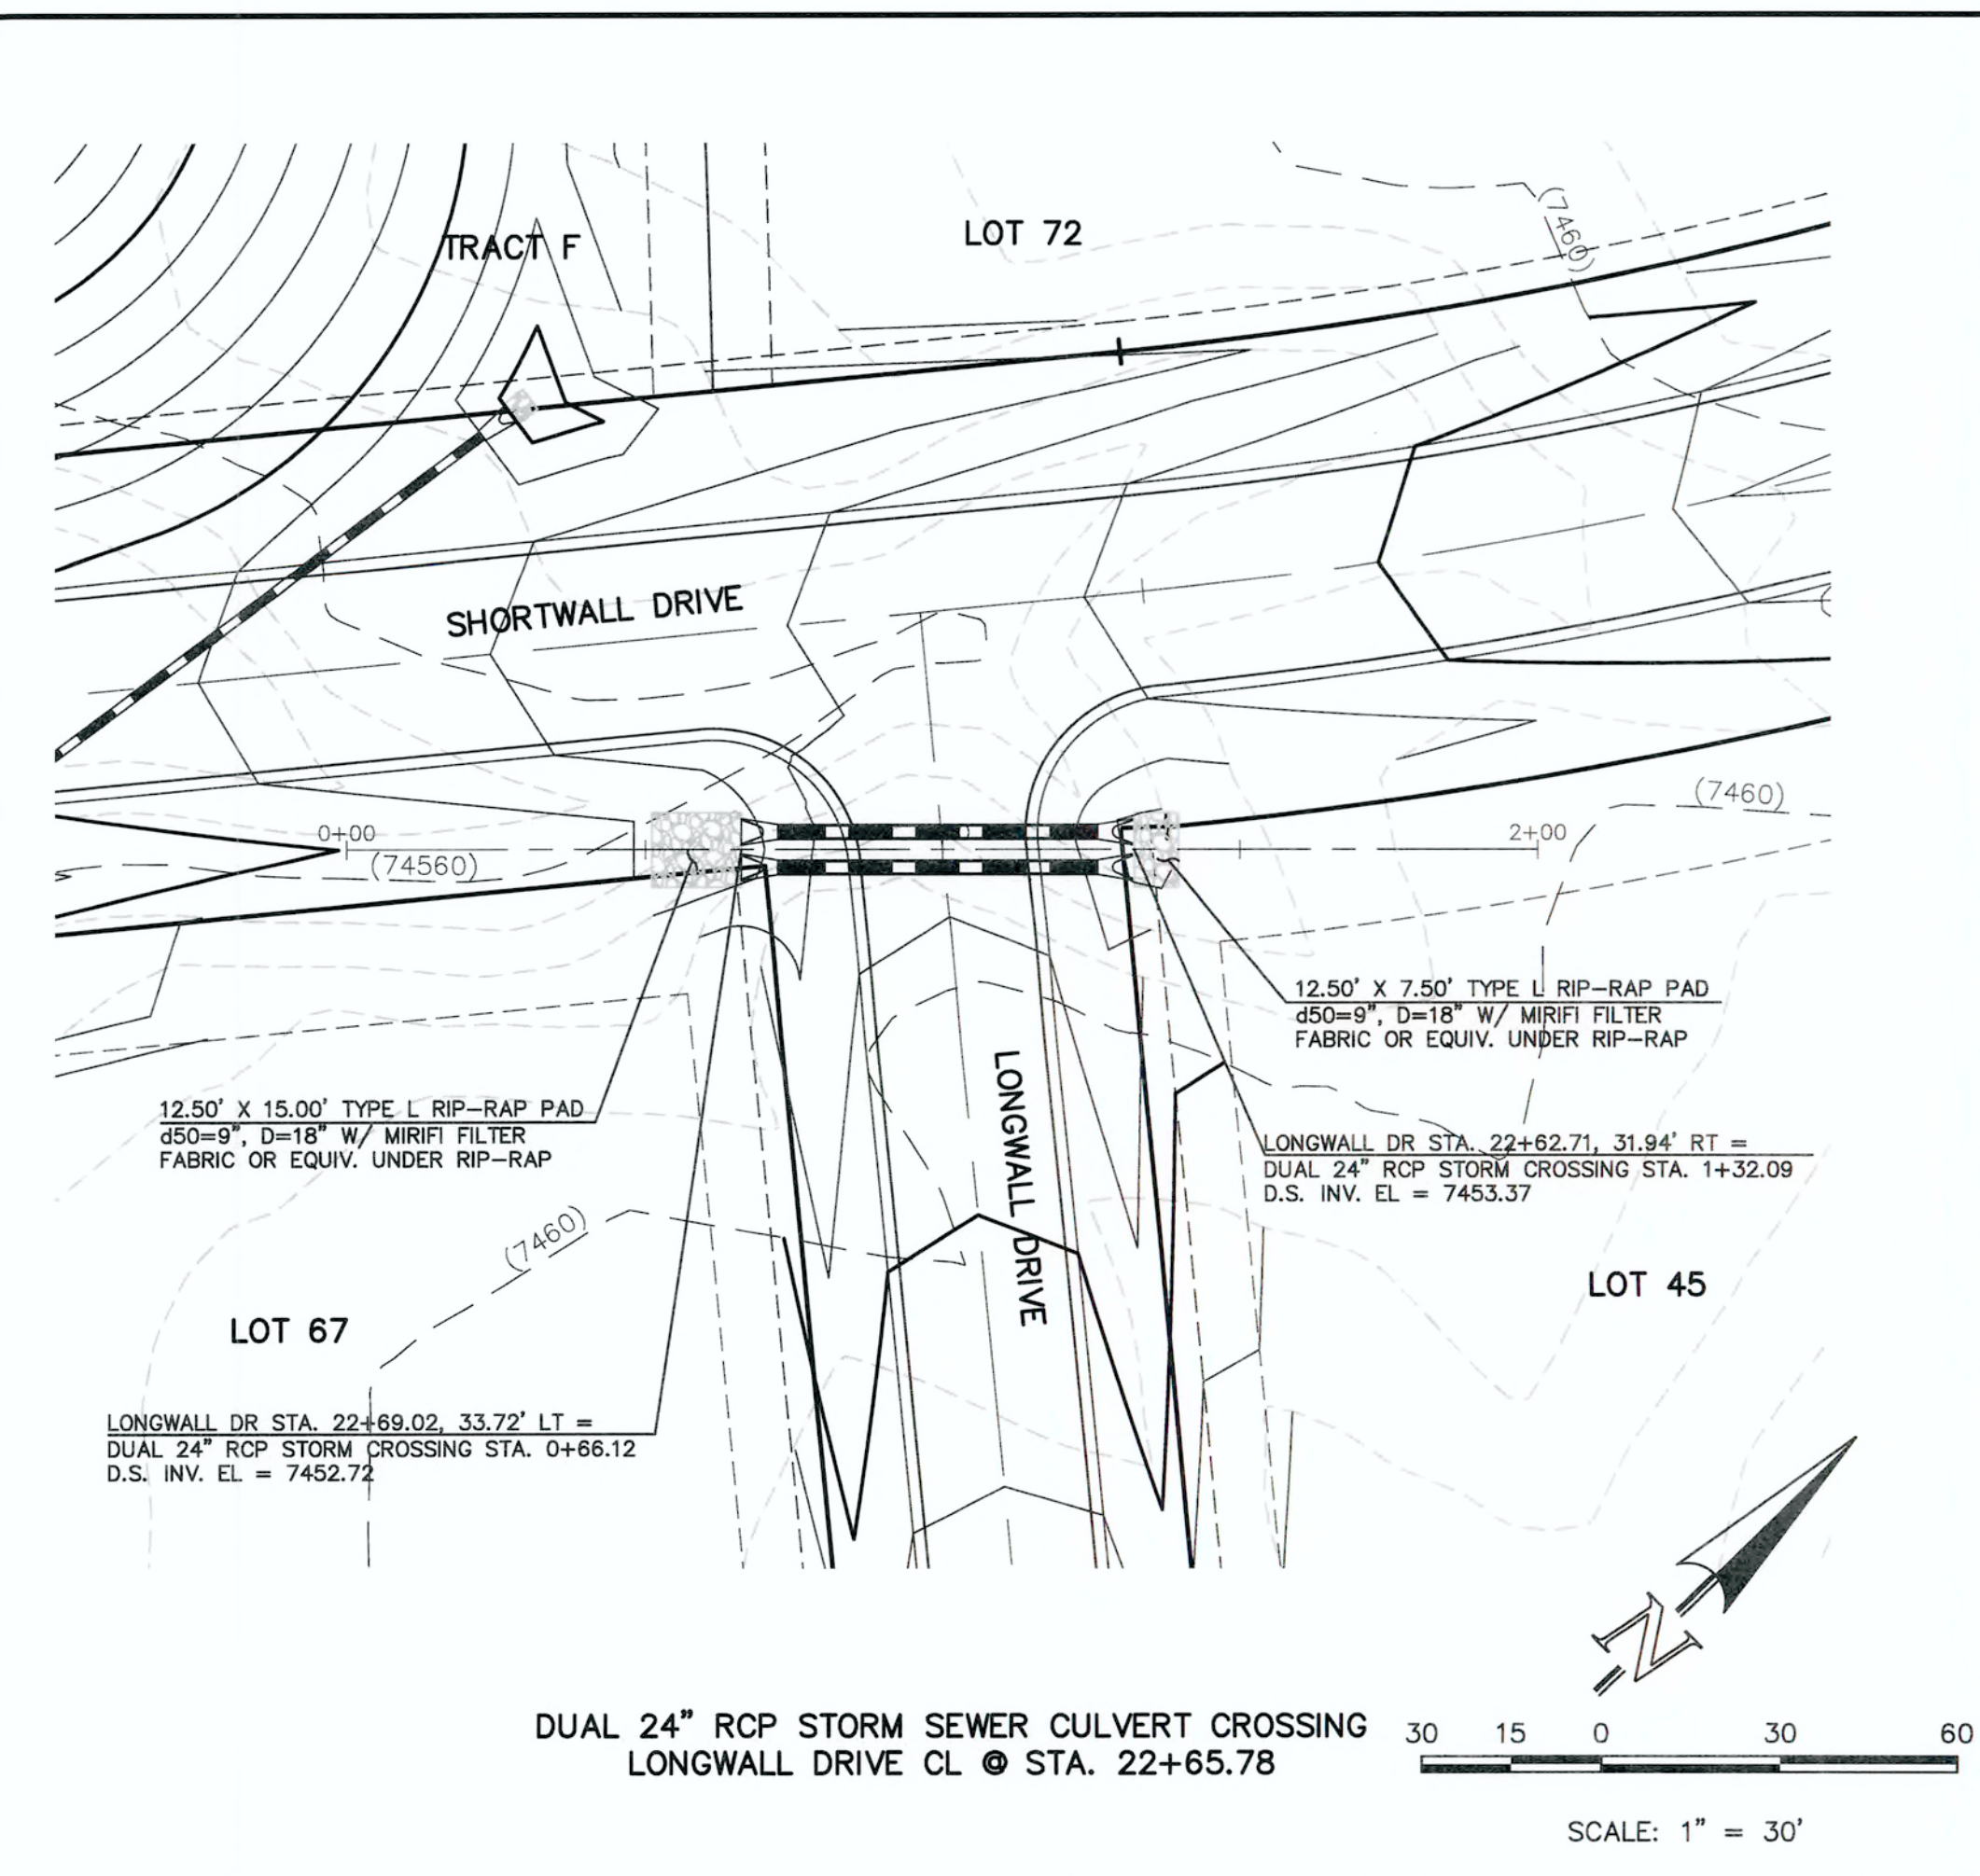 TRACT F
LOT 72
(7460)
SHORTWALL DRIVE
(7460)
0+00
2+00
(74560)
12.50' X 7.50' TYPE L RIP-RAP PAD
d50=9", D=18" W/ MIRIFI FILTER
FABRIC OR EQUIV. UNDER RIP-RAP
LONGWALL DRIVE
12.50' X 15.00' TYPE L RIP-RAP PAD
d50=9", D=18" W/ MIRIFI FILTER
FABRIC OR EQUIV. UNDER RIP-RAP
LONGWALL DR STA. 22+62.71, 31.94' RT =
DUAL 24" RCP STORM CROSSING STA. 1+32.09
D.S. INV. EL = 7453.37
(7460)
LOT 45
LOT 67
LONGWALL DR STA. 22+69.02, 33.72' LT =
DUAL 24" RCP STORM CROSSING STA. 0+66.12
D.S. INV. EL = 7452.72
N
DUAL 24" RCP STORM SEWER CULVERT CROSSING
LONGWALL DRIVE CL @ STA. 22+65.78
30 15 0 30 60
SCALE: 1" = 30'